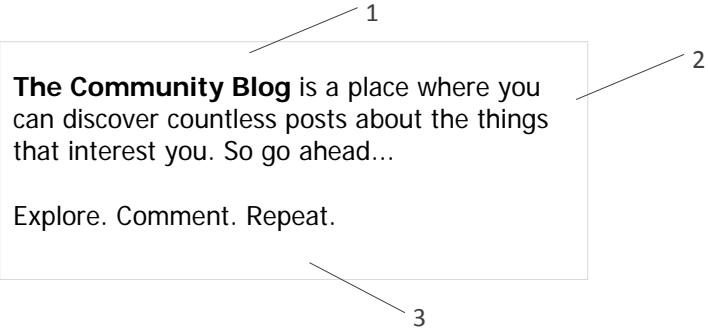 1
2
The Community Blog is a place where you
can discover countless posts about the things
that interest you. So go ahead...
Explore. Comment. Repeat.
3